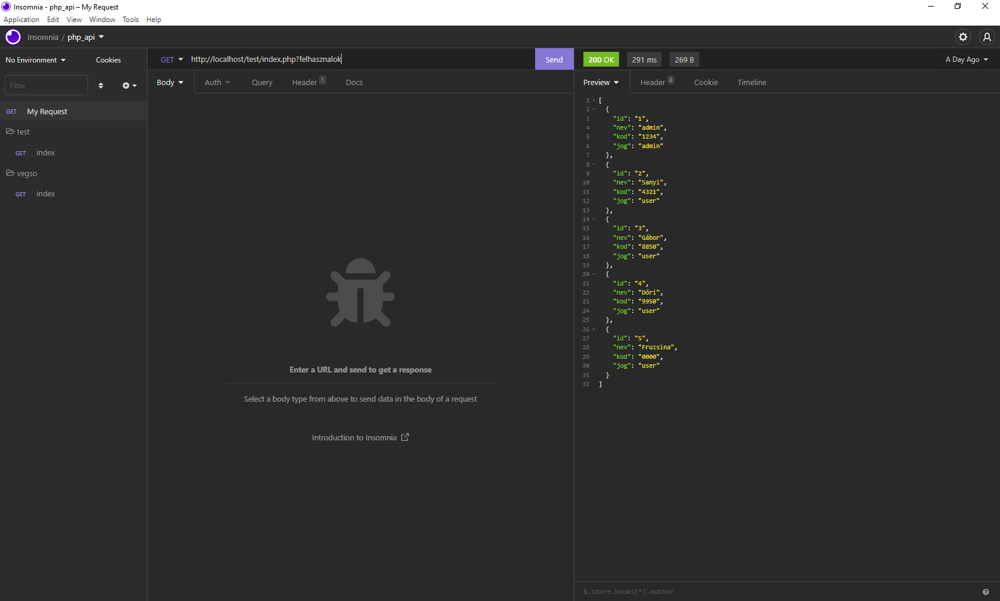 Insomnia - php_api – My Request
Application Edit View Window Tools Help
Insomnia / php_api
No Environment Cookies
Filter
GET My Request
test
GET index
vegso
GET index
GET http://localhost/test/index.php?felhasznalok Send
Body Auth Query Header 1 Docs
Enter a URL and send to get a response
Select a body type from above to send data in the body of a request
Introduction to Insomnia
200 OK 291 ms 269 B A Day Ago
Preview Header 8 Cookie Timeline
1 [
2 {
3 "id": "1",
4 "nev": "admin",
5 "kod": "1234",
6 "jog": "admin"
7 },
8 {
9 "id": "2",
10 "nev": "Sanyi",
11 "kod": "4321",
12 "jog": "user"
13 },
14 {
15 "id": "3",
16 "nev": "Gábor",
17 "kod": "8850",
18 "jog": "user"
19 },
20 {
21 "id": "4",
22 "nev": "Dóri",
23 "kod": "9950",
24 "jog": "user"
25 },
26 {
27 "id": "5",
28 "nev": "Fruzsina",
29 "kod": "0000",
30 "jog": "user"
31 }
32 ]
$.store.books[*].author